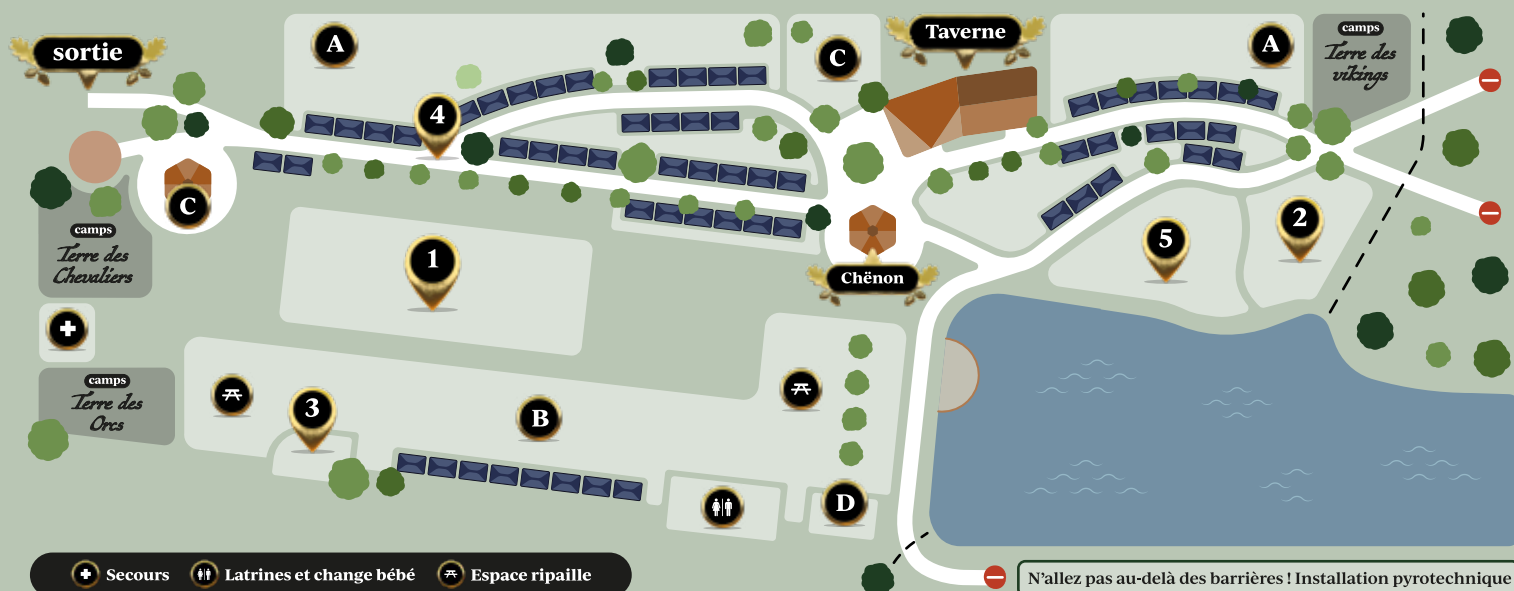 sortie
A
C
Taverne
A
camps
Terre des
vikings
4
C
camps
Terre des
Chevaliers
1
Chënon
5
2
camps
Terre des
Orcs
3
B
D
Secours
Latrines et change bébé
Espace ripaille
N'allez pas au-delà des barrières ! Installation pyrotechnique